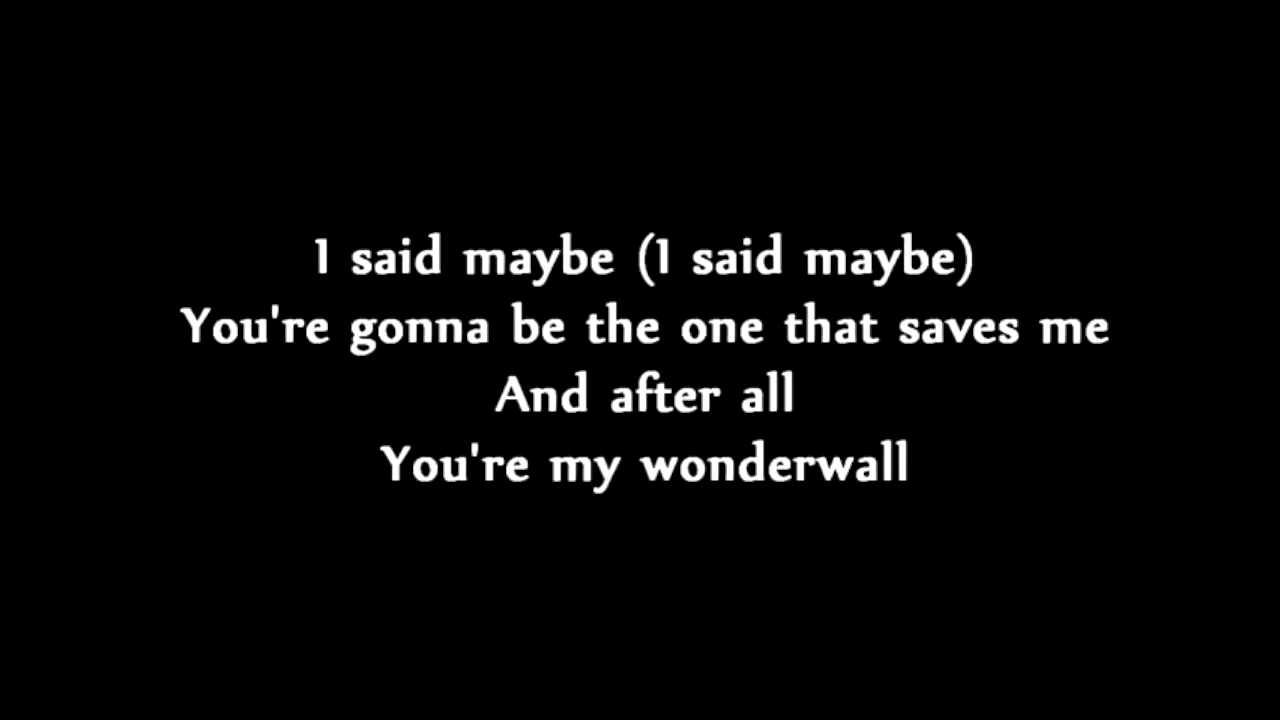 I said maybe (I said maybe)
You're gonna be the one that saves me
And after all
You're my wonderwall